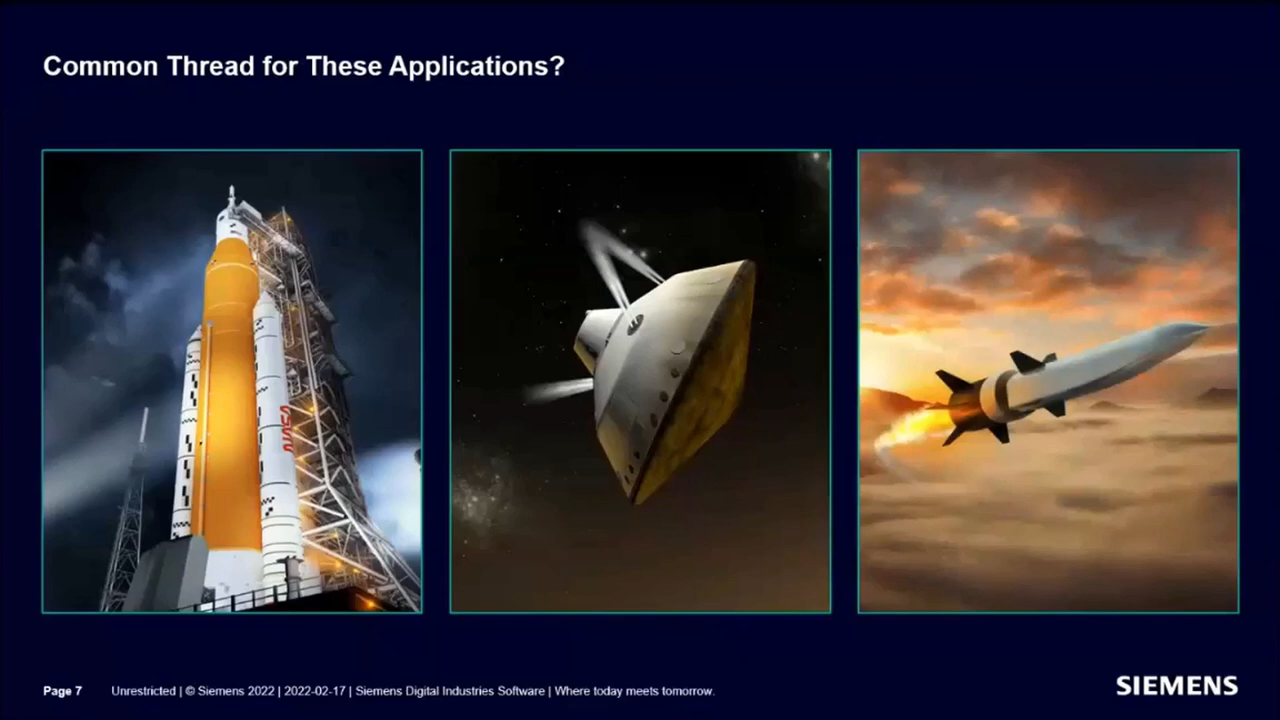 Common Thread for These Applications?
NASA
Page 7 Unrestricted | © Siemens 2022 | 2022-02-17 | Siemens Digital Industries Software | Where today meets tomorrow.
SIEMENS